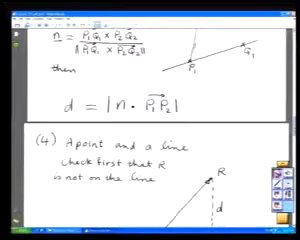 n = P₁Q₁ × P₂Q₂ / ‖P₁Q₁ × P₂Q₂‖
P₁
Q₁
then
d = |n · P₁P₂|
(4) A point and a line
check first that R
is not on the line
R
d